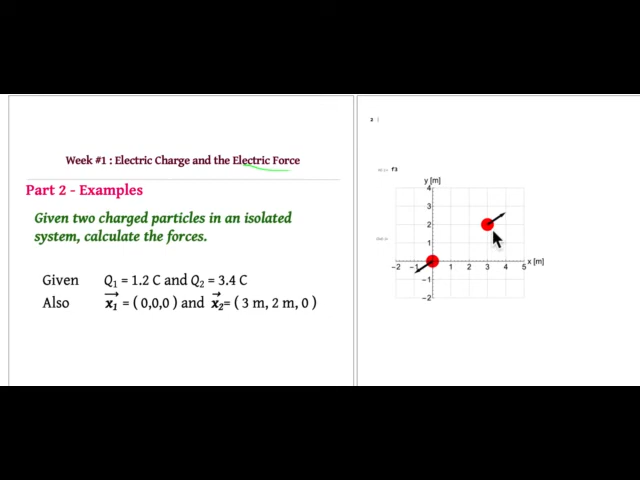 Week #1 : Electric Charge and the Electric Force
Part 2 - Examples
Given two charged particles in an isolated
system, calculate the forces.
Given Q1 = 1.2 C and Q2 = 3.4 C
Also x1 = ( 0,0,0 ) and x2= ( 3 m, 2 m, 0 )
f3
y [m]
4
3
2
1
−2 −1 1 2 3 4 5 x [m]
−1
−2